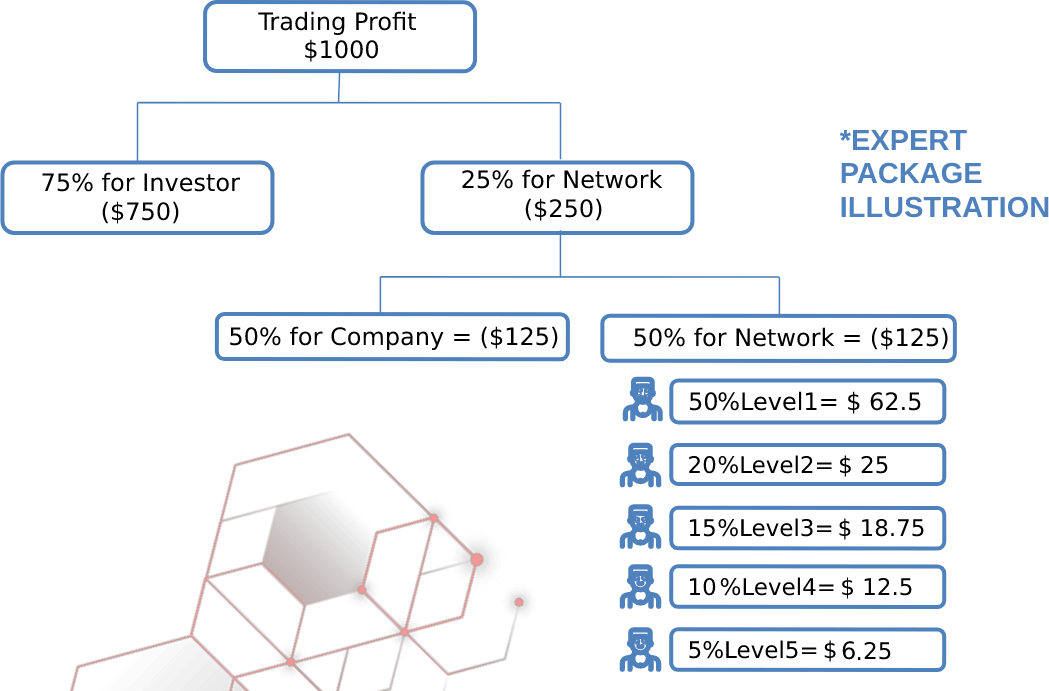 Trading Profit
$1000
*EXPERT
PACKAGE
ILLUSTRATION
75% for Investor
($750)
25% for Network
($250)
50% for Company = ($125)
50% for Network = ($125)
50%Level1= $ 62.5
20%Level2= $ 25
15%Level3= $ 18.75
10%Level4= $ 12.5
5%Level5= $ 6.25